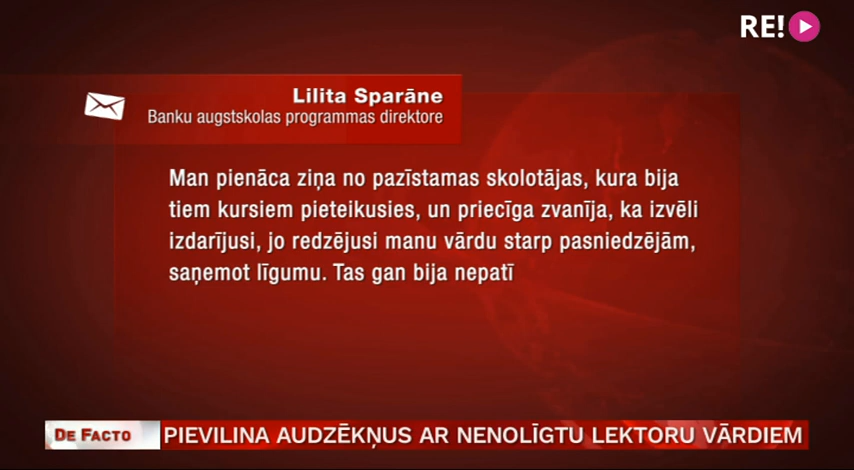 RE!
Lilita Sparāne
Banku augstskolas programmas direktore
Man pienāca ziņa no pazīstamas skolotājas, kura bija
tiem kursiem pieteikusies, un priecīga zvanīja, ka izvēli
izdarījusi, jo redzējusi manu vārdu starp pasniedzējām,
saņemot līgumu. Tas gan bija nepatī
DE FACTO PIEVILINA AUDZĒKŅUS AR NENOLĪGTU LEKTORU VĀRDIEM